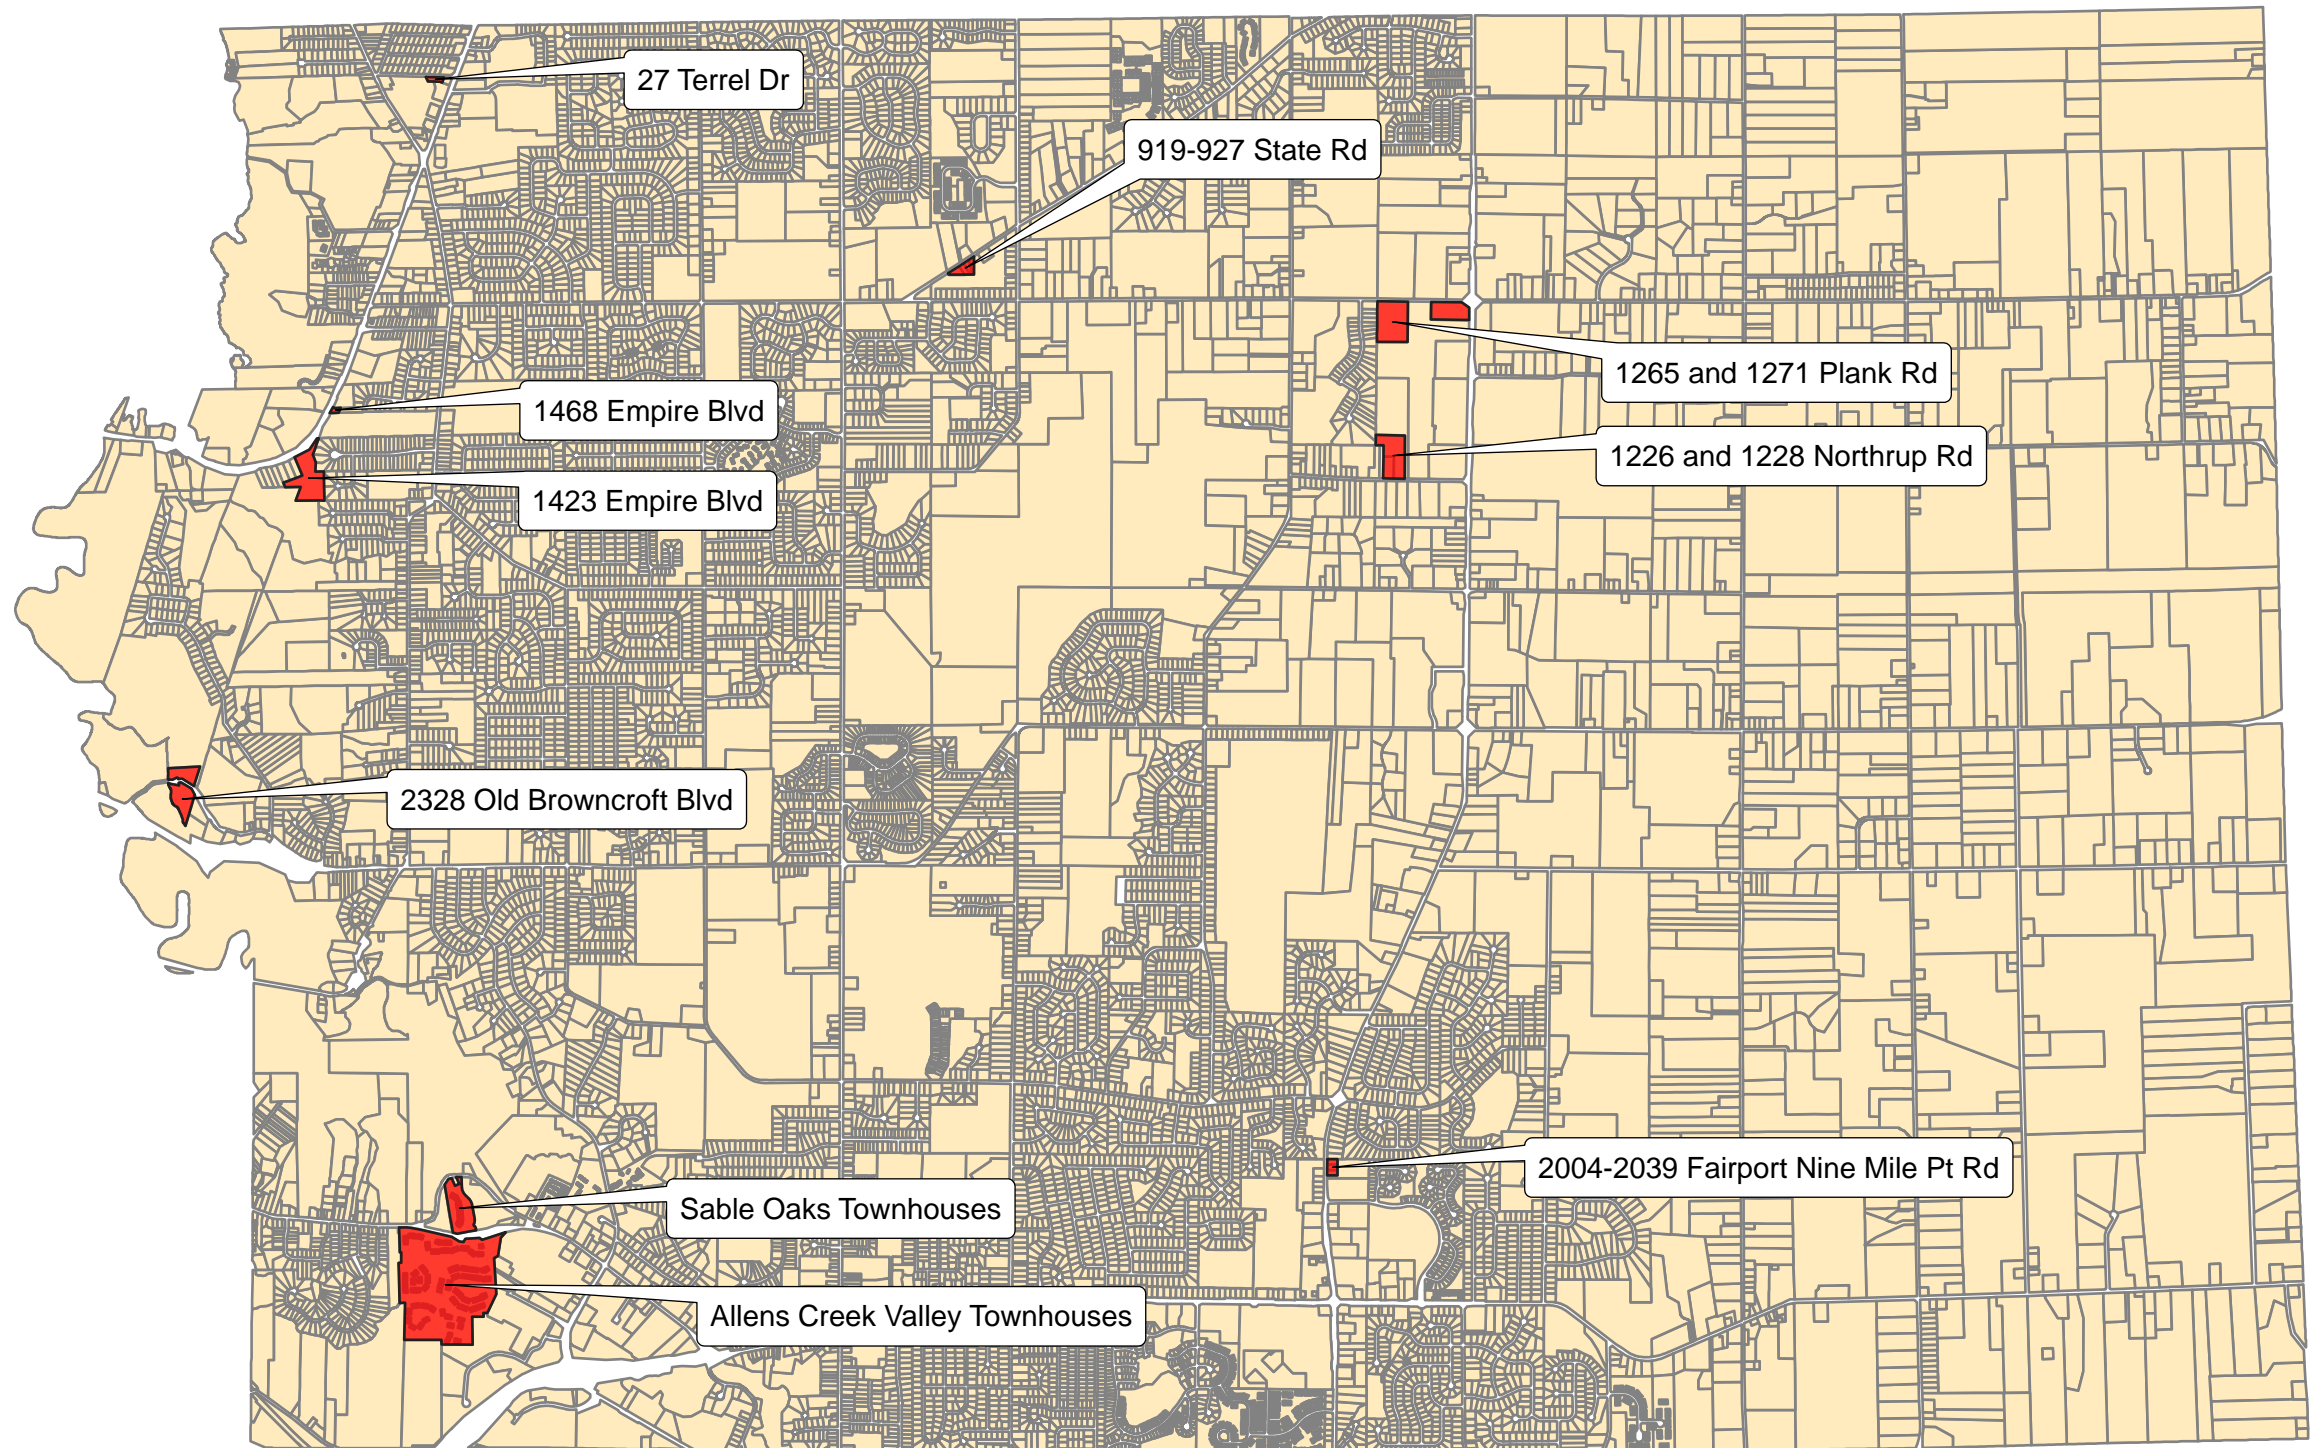 27 Terrel Dr
919-927 State Rd
1265 and 1271 Plank Rd
1468 Empire Blvd
1226 and 1228 Northrup Rd
1423 Empire Blvd
2328 Old Browncroft Blvd
2004-2039 Fairport Nine Mile Pt Rd
Sable Oaks Townhouses
Allens Creek Valley Townhouses